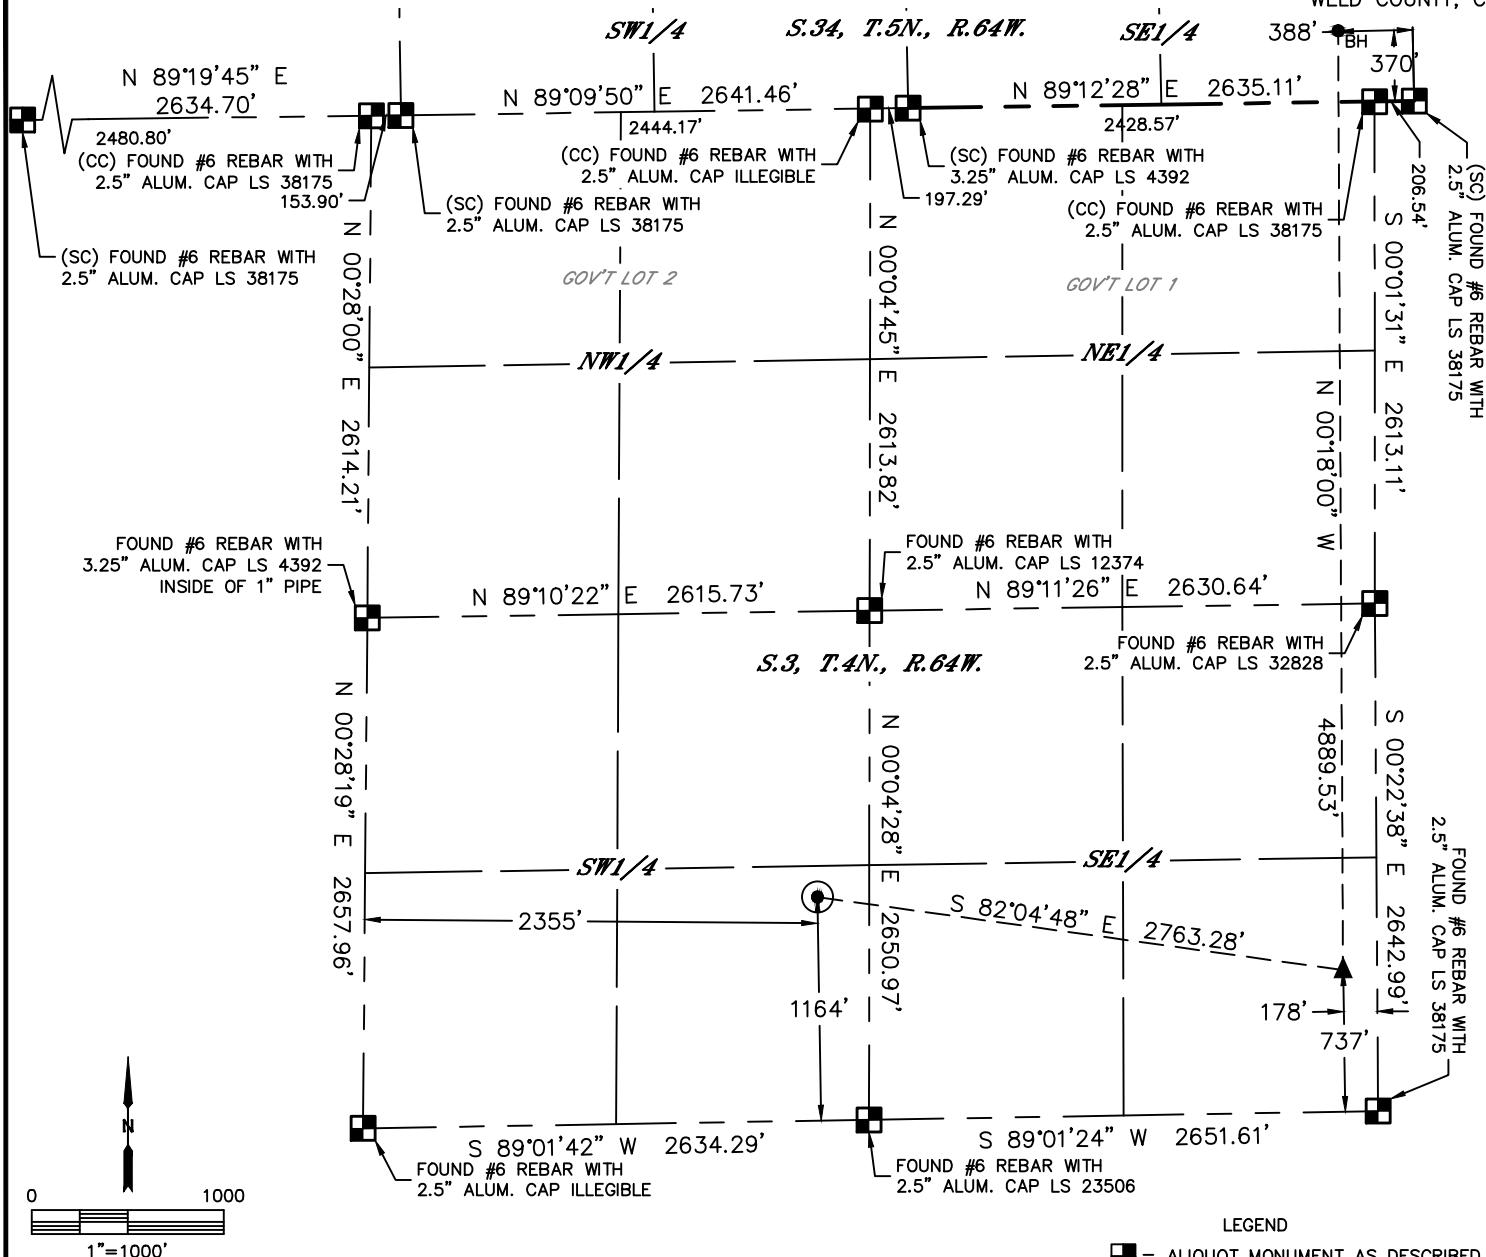 WELD COUNTY, C
SW1/4
S.34, T.5N., R.64W.
SE1/4
388'
BH
370'
N 89°19'45" E
2634.70'
2480.80'
N 89°09'50" E 2641.46'
2444.17'
N 89°12'28" E 2635.11'
2428.57'
(CC) FOUND #6 REBAR WITH
2.5" ALUM. CAP LS 38175
153.90'
(SC) FOUND #6 REBAR WITH
2.5" ALUM. CAP LS 38175
(CC) FOUND #6 REBAR WITH
2.5" ALUM. CAP ILLEGIBLE
(SC) FOUND #6 REBAR WITH
3.25" ALUM. CAP LS 4392
197.29'
(CC) FOUND #6 REBAR WITH
2.5" ALUM. CAP LS 38175
206.54'
(SC) FOUND #6 REBAR WITH
2.5" ALUM. CAP LS 38175
(SC) FOUND #6 REBAR WITH
2.5" ALUM. CAP LS 38175
GOV'T LOT 2
GOV'T LOT 1
N 00°28'00" E 2614.21'
N 00°04'45" E 2613.82'
S 00°01'31" E 2613.11'
N 00°18'00" W
4889.53'
NW1/4
NE1/4
FOUND #6 REBAR WITH
3.25" ALUM. CAP LS 4392
INSIDE OF 1" PIPE
FOUND #6 REBAR WITH
2.5" ALUM. CAP LS 12374
N 89°10'22" E 2615.73'
N 89°11'26" E 2630.64'
FOUND #6 REBAR WITH
2.5" ALUM. CAP LS 32828
S.3, T.4N., R.64W.
N 00°28'19" E 2657.96'
N 00°04'28" E 2650.97'
S 00°22'38" E 2642.99'
FOUND #6 REBAR WITH
2.5" ALUM. CAP LS 38175
SW1/4
SE1/4
2355'
S 82°04'48" E 2763.28'
1164'
178'
737'
S 89°01'42" W 2634.29'
S 89°01'24" W 2651.61'
FOUND #6 REBAR WITH
2.5" ALUM. CAP ILLEGIBLE
FOUND #6 REBAR WITH
2.5" ALUM. CAP LS 23506
N
0 1000
1"=1000'
LEGEND
= ALIQUOT MONUMENT AS DESCRIBED